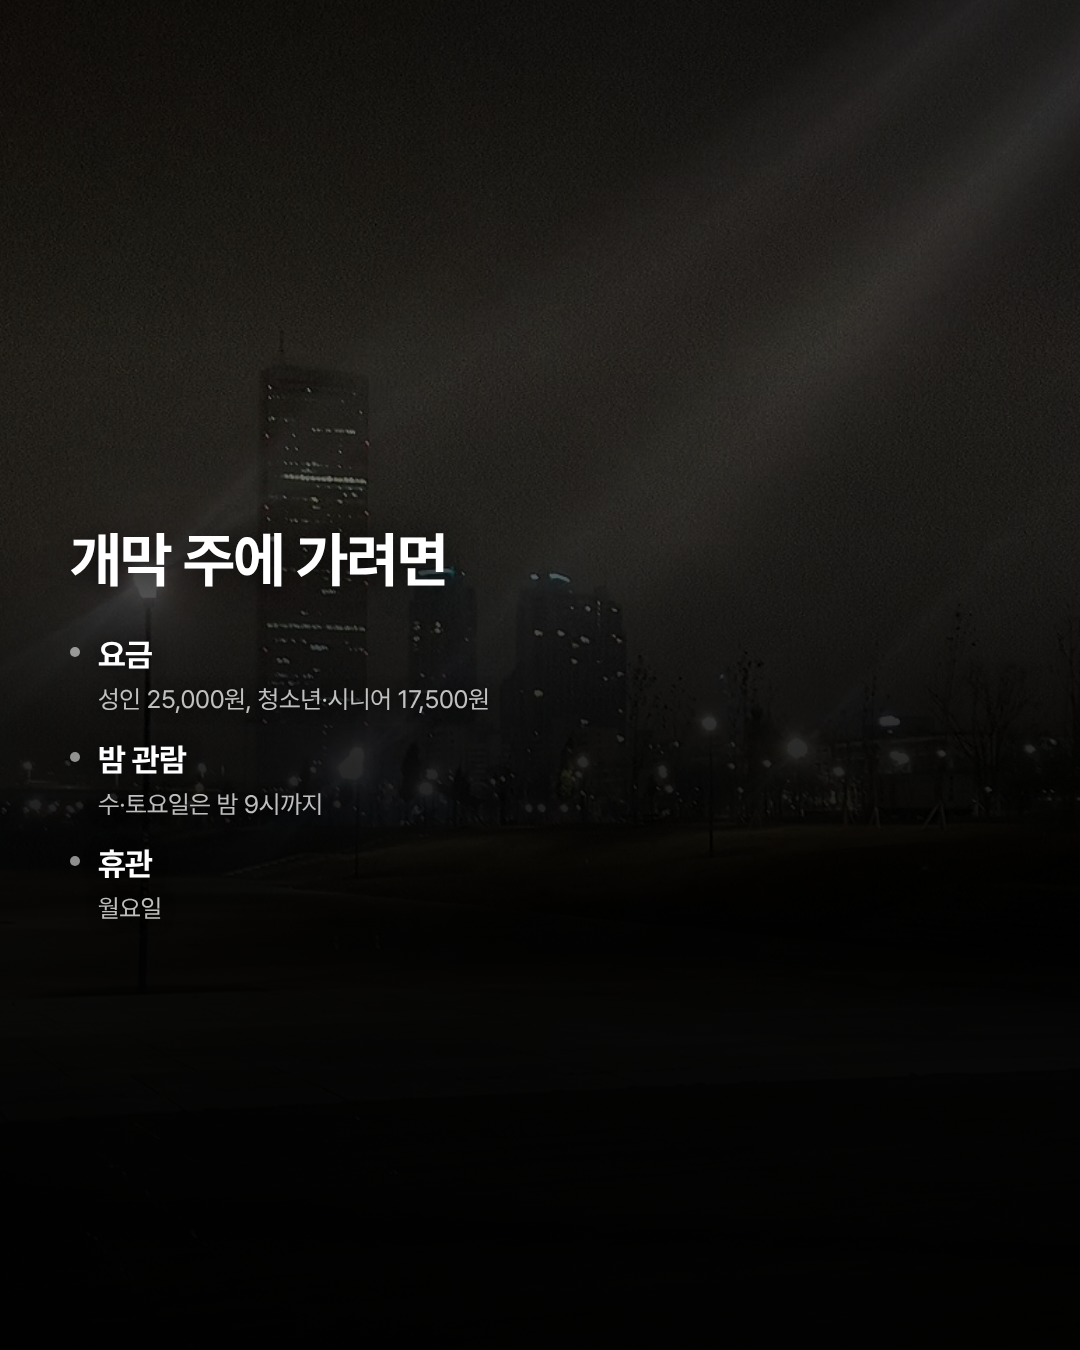 개막 주에 가려면
• 요금
성인 25,000원, 청소년·시니어 17,500원
• 밤 관람
수·토요일은 밤 9시까지
• 휴관
월요일